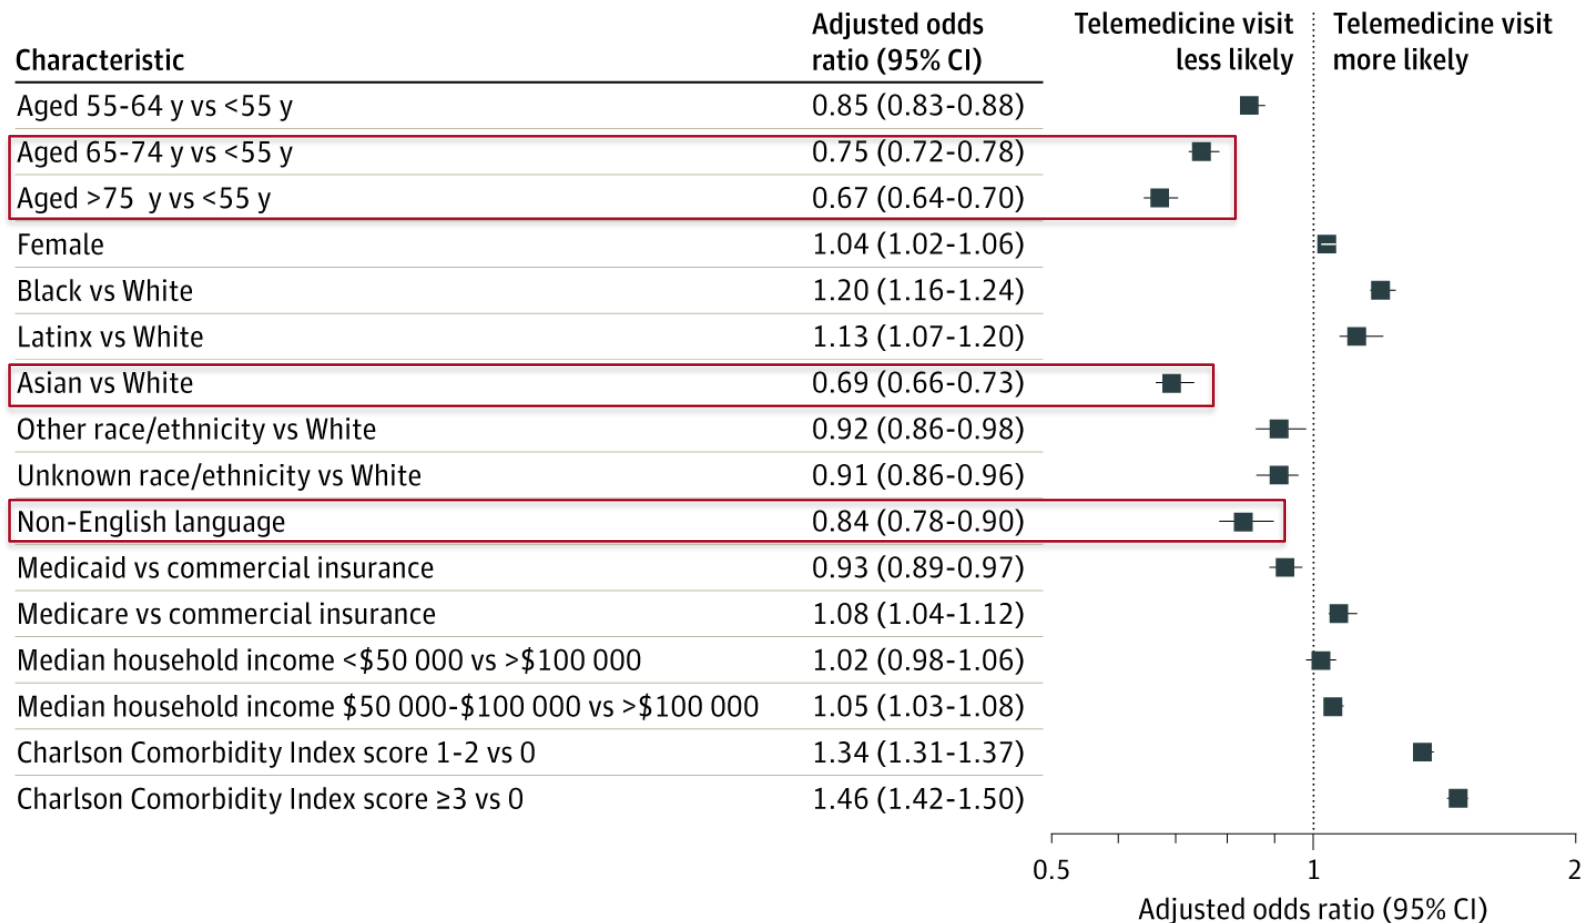 Characteristic
Adjusted odds
ratio (95% CI)
Telemedicine visit
less likely
Telemedicine visit
more likely
Aged 55-64 y vs <55 y 0.85 (0.83-0.88)
Aged 65-74 y vs <55 y 0.75 (0.72-0.78)
Aged >75 y vs <55 y 0.67 (0.64-0.70)
Female 1.04 (1.02-1.06)
Black vs White 1.20 (1.16-1.24)
Latinx vs White 1.13 (1.07-1.20)
Asian vs White 0.69 (0.66-0.73)
Other race/ethnicity vs White 0.92 (0.86-0.98)
Unknown race/ethnicity vs White 0.91 (0.86-0.96)
Non-English language 0.84 (0.78-0.90)
Medicaid vs commercial insurance 0.93 (0.89-0.97)
Medicare vs commercial insurance 1.08 (1.04-1.12)
Median household income <$50 000 vs >$100 000 1.02 (0.98-1.06)
Median household income $50 000-$100 000 vs >$100 000 1.05 (1.03-1.08)
Charlson Comorbidity Index score 1-2 vs 0 1.34 (1.31-1.37)
Charlson Comorbidity Index score ≥3 vs 0 1.46 (1.42-1.50)
0.5 1 2
Adjusted odds ratio (95% CI)